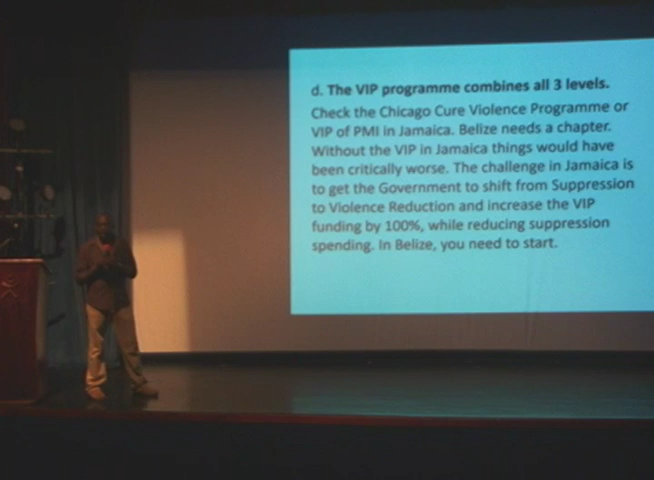 d. The VIP programme combines all 3 levels.
Check the Chicago Cure Violence Programme or
VIP of PMI in Jamaica. Belize needs a chapter.
Without the VIP in Jamaica things would have
been critically worse. The challenge in Jamaica is
to get the Government to shift from Suppression
to Violence Reduction and increase the VIP
funding by 100%, while reducing suppression
spending. In Belize, you need to start.